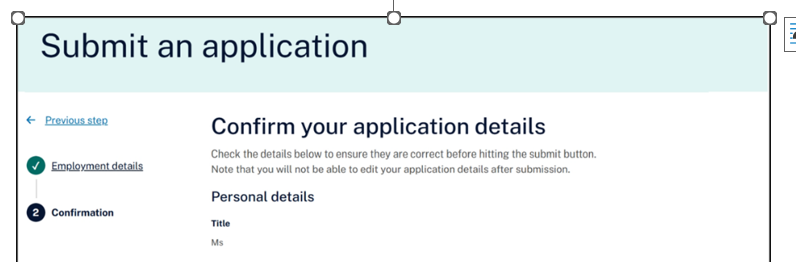 Submit an application
Previous step
Employment details
2 Confirmation
Confirm your application details
Check the details below to ensure they are correct before hitting the submit button.
Note that you will not be able to edit your application details after submission.
Personal details
Title
Ms